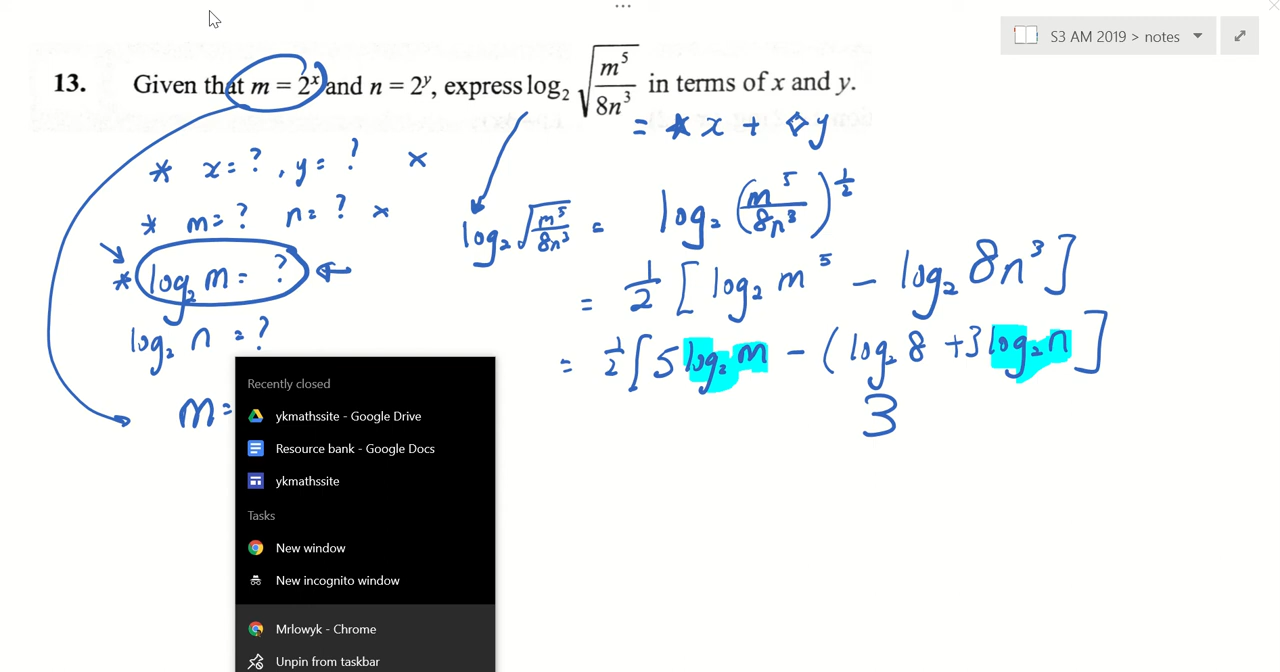 ...
S3 AM 2019 > notes
13. Given that m = 2^x and n = 2^y, express log₂ √(m⁵/8n³) in terms of x and y.
= * x + ◇ y
* x = ? , y = ? ×
* m = ? n = ? ×
* log₂ m = ?
log₂ n = ?
m =
log₂ √(m⁵/8n³) = log₂ (m⁵/8n³)^½
= ½ [ log₂ m⁵ − log₂ 8n³ ]
= ½ [ 5 log₂ m − ( log₂ 8 + 3 log₂ n ]
3
Recently closed
ykmathssite - Google Drive
Resource bank - Google Docs
ykmathssite
Tasks
New window
New incognito window
Mrlowyk - Chrome
Unpin from taskbar